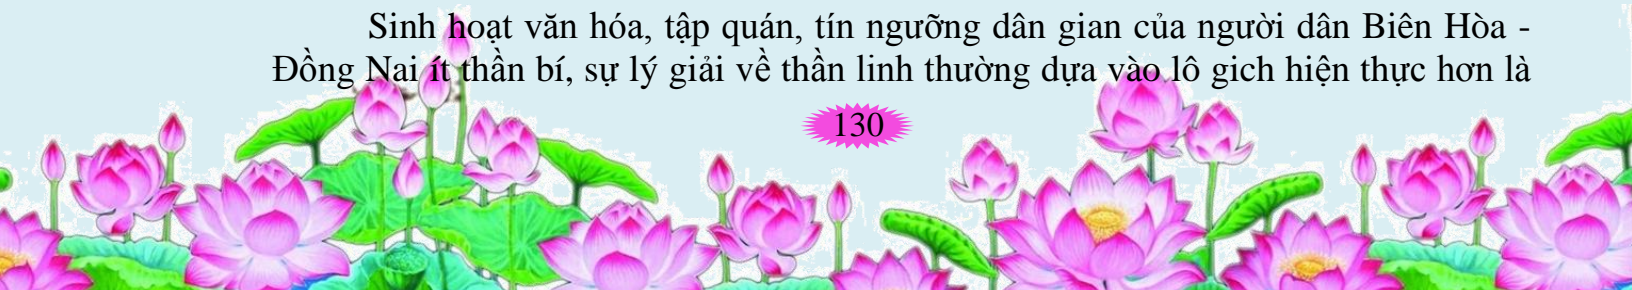 Sinh hoạt văn hóa, tập quán, tín ngưỡng dân gian của người dân Biên Hòa -
Đồng Nai ít thần bí, sự lý giải về thần linh thường dựa vào lô gich hiện thực hơn là
130